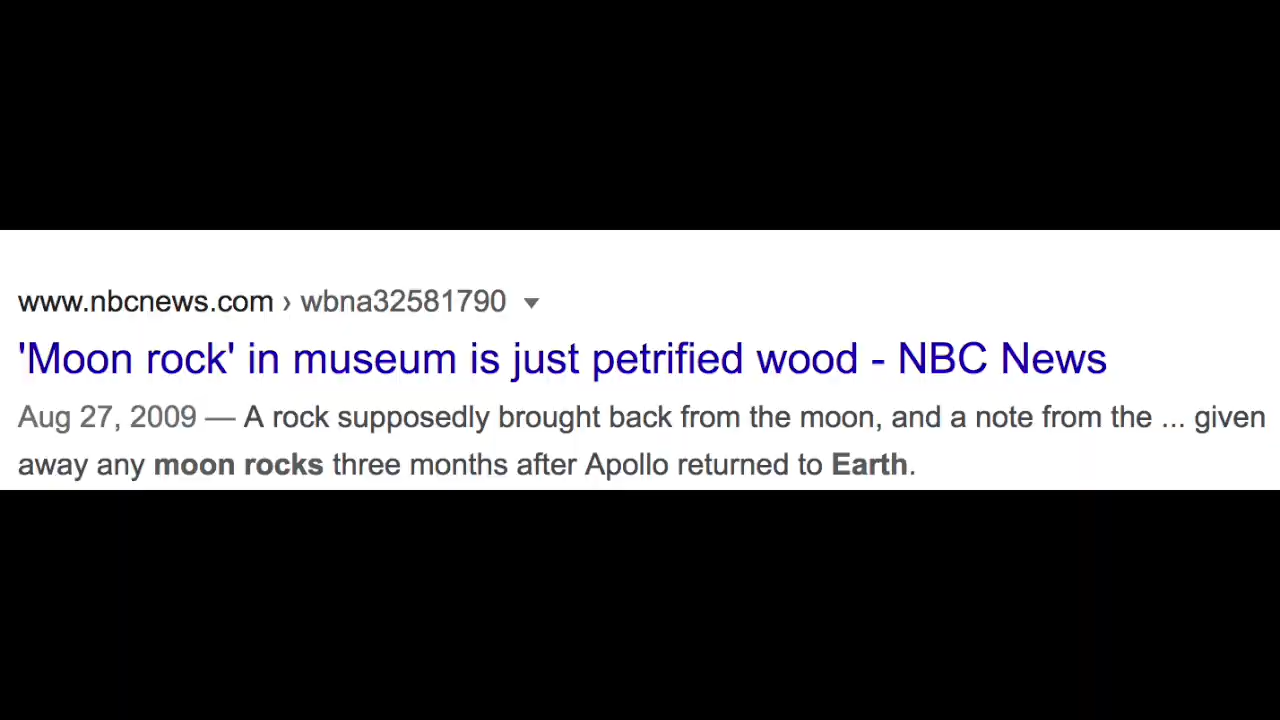 www.nbcnews.com › wbna32581790
'Moon rock' in museum is just petrified wood - NBC News
Aug 27, 2009 — A rock supposedly brought back from the moon, and a note from the ... given
away any moon rocks three months after Apollo returned to Earth.